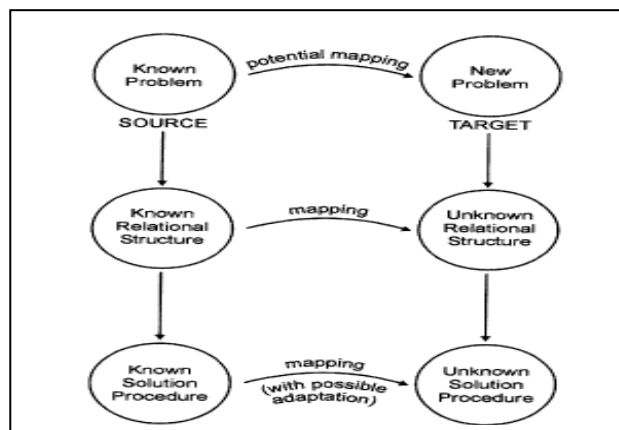 Known
Problem
potential mapping
New
Problem
SOURCE
TARGET
Known
Relational
Structure
mapping
Unknown
Relational
Structure
Known
Solution
Procedure
mapping
(with possible
adaptation)
Unknown
Solution
Procedure